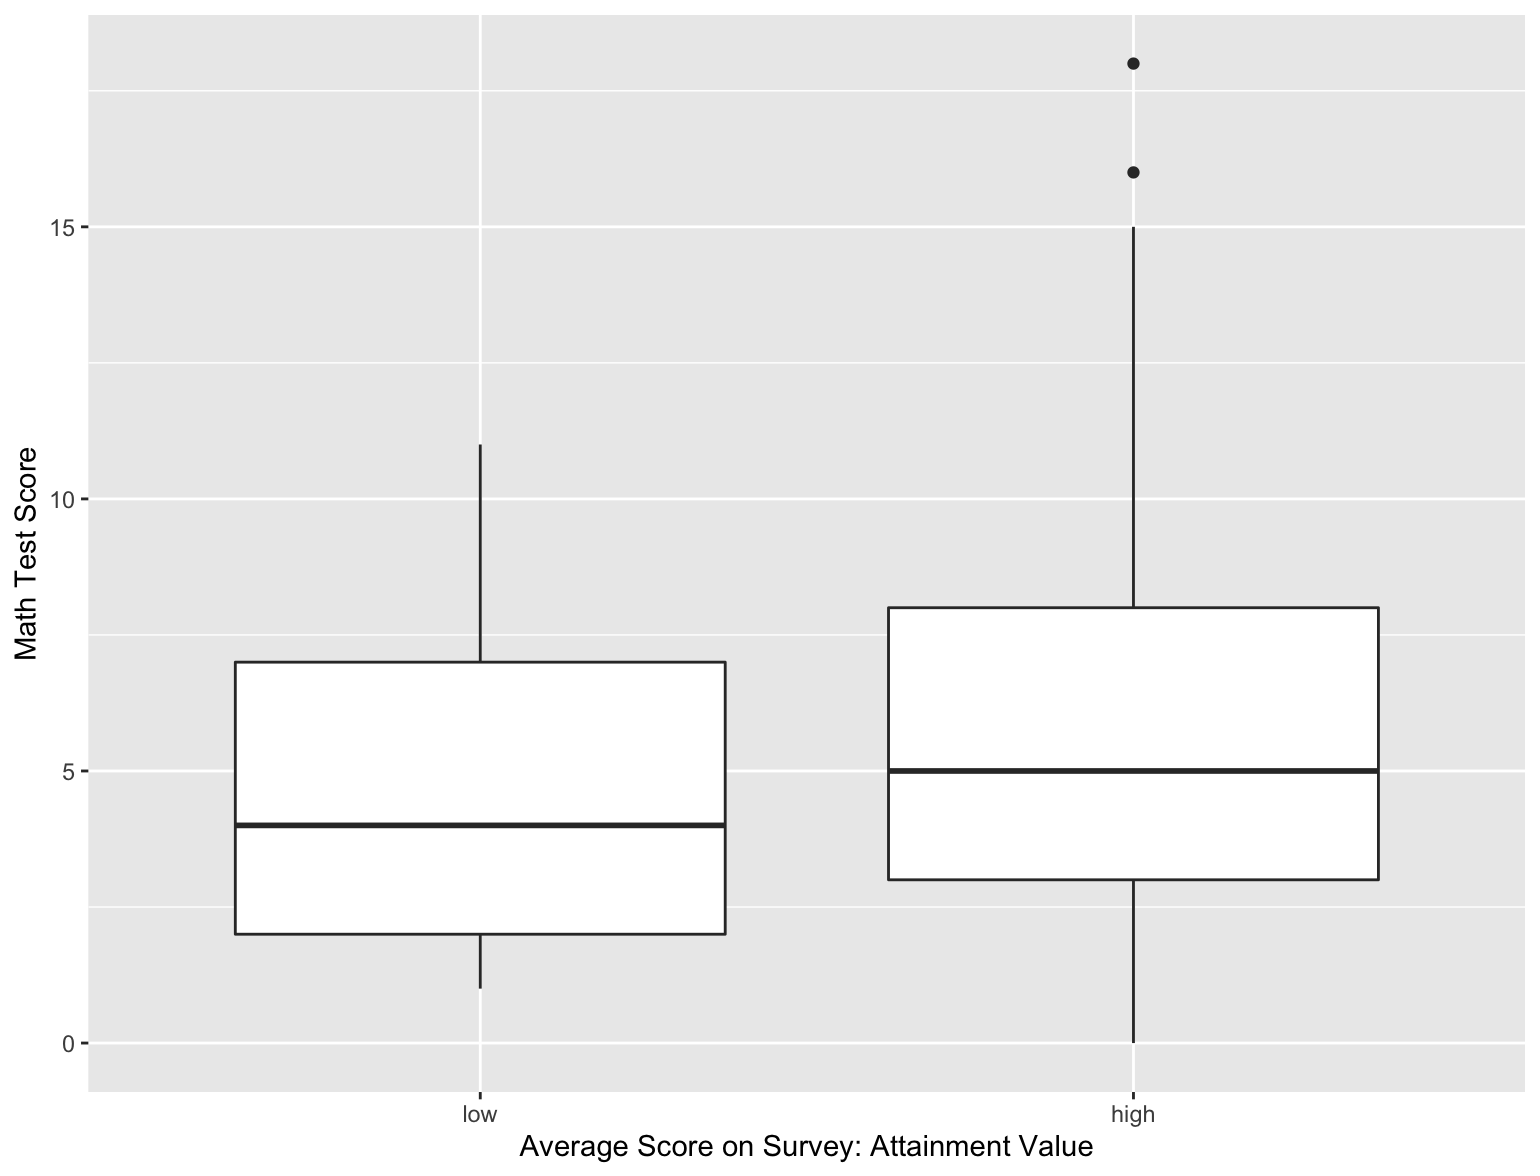 Math Test Score
15
10
5
0
low
high
Average Score on Survey: Attainment Value